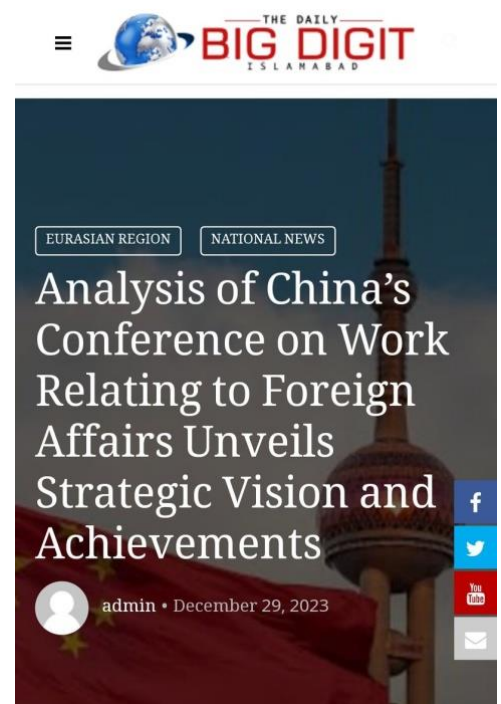 THE DAILY
BIG DIGIT
ISLAMABAD
EURASIAN REGION
NATIONAL NEWS
Analysis of China's
Conference on Work
Relating to Foreign
Affairs Unveils
Strategic Vision and
Achievements
admin • December 29, 2023
f
You
Tube